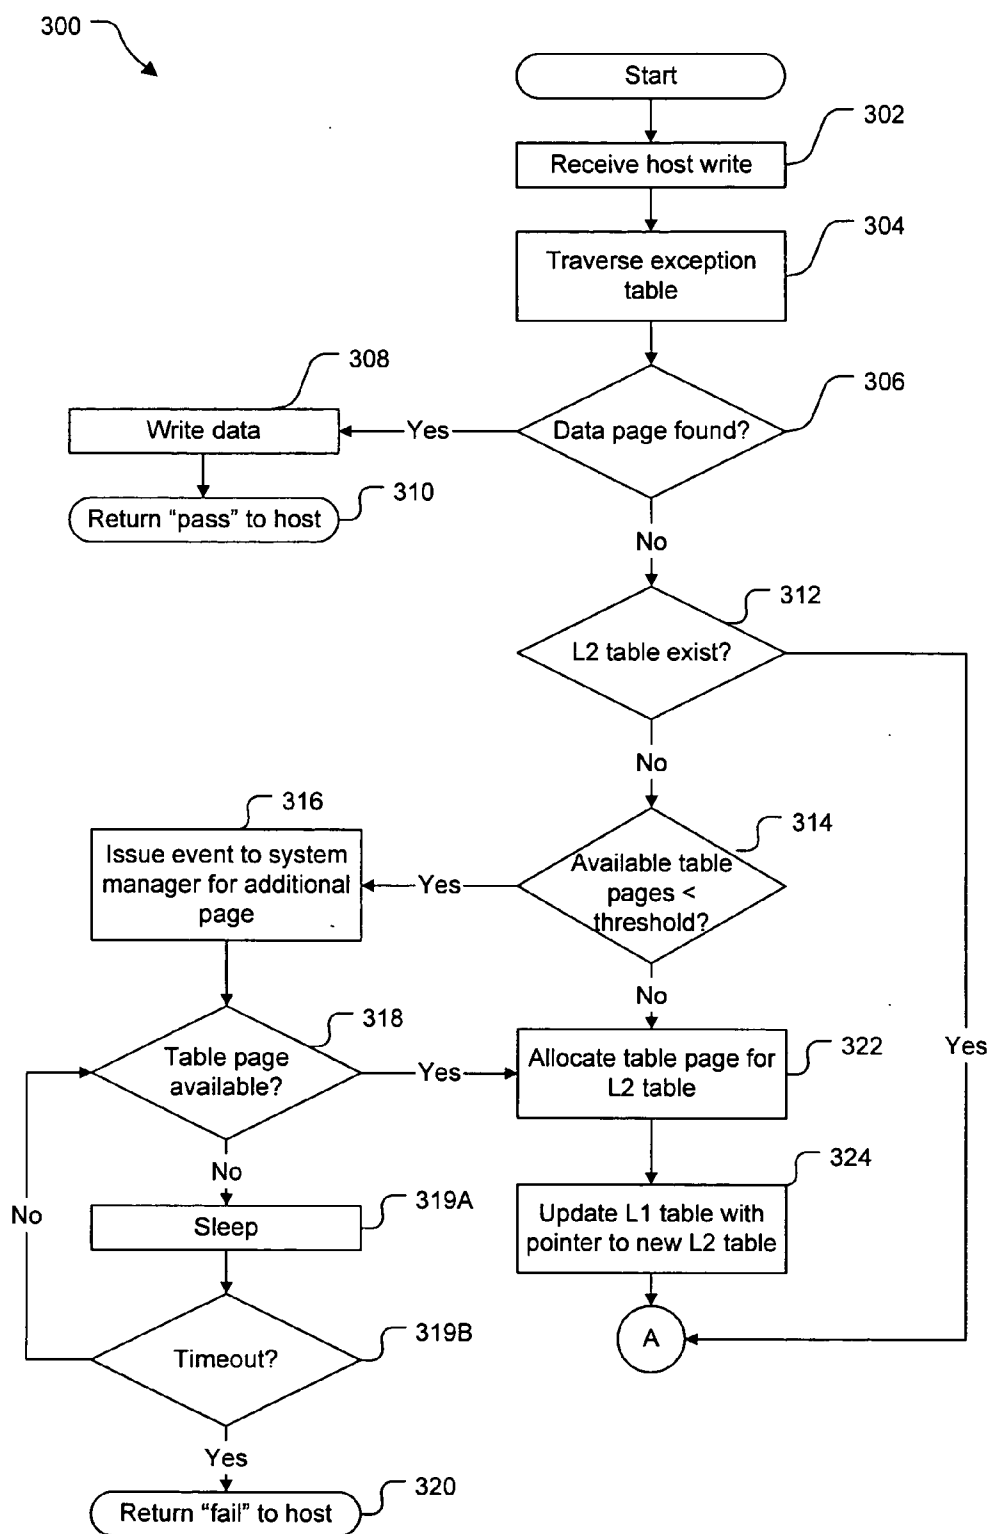 300
Start
302
Receive host write
304
Traverse exception
table
308
306
Write data
Yes
Data page found?
310
Return “pass” to host
No
312
L2 table exist?
No
316
314
Issue event to system
manager for additional
page
Yes
Available table
pages <
threshold?
No
318
Table page
available?
Yes
Allocate table page for
L2 table
322
Yes
No
324
319A
No
Sleep
Update L1 table with
pointer to new L2 table
319B
A
Timeout?
Yes
320
Return “fail” to host